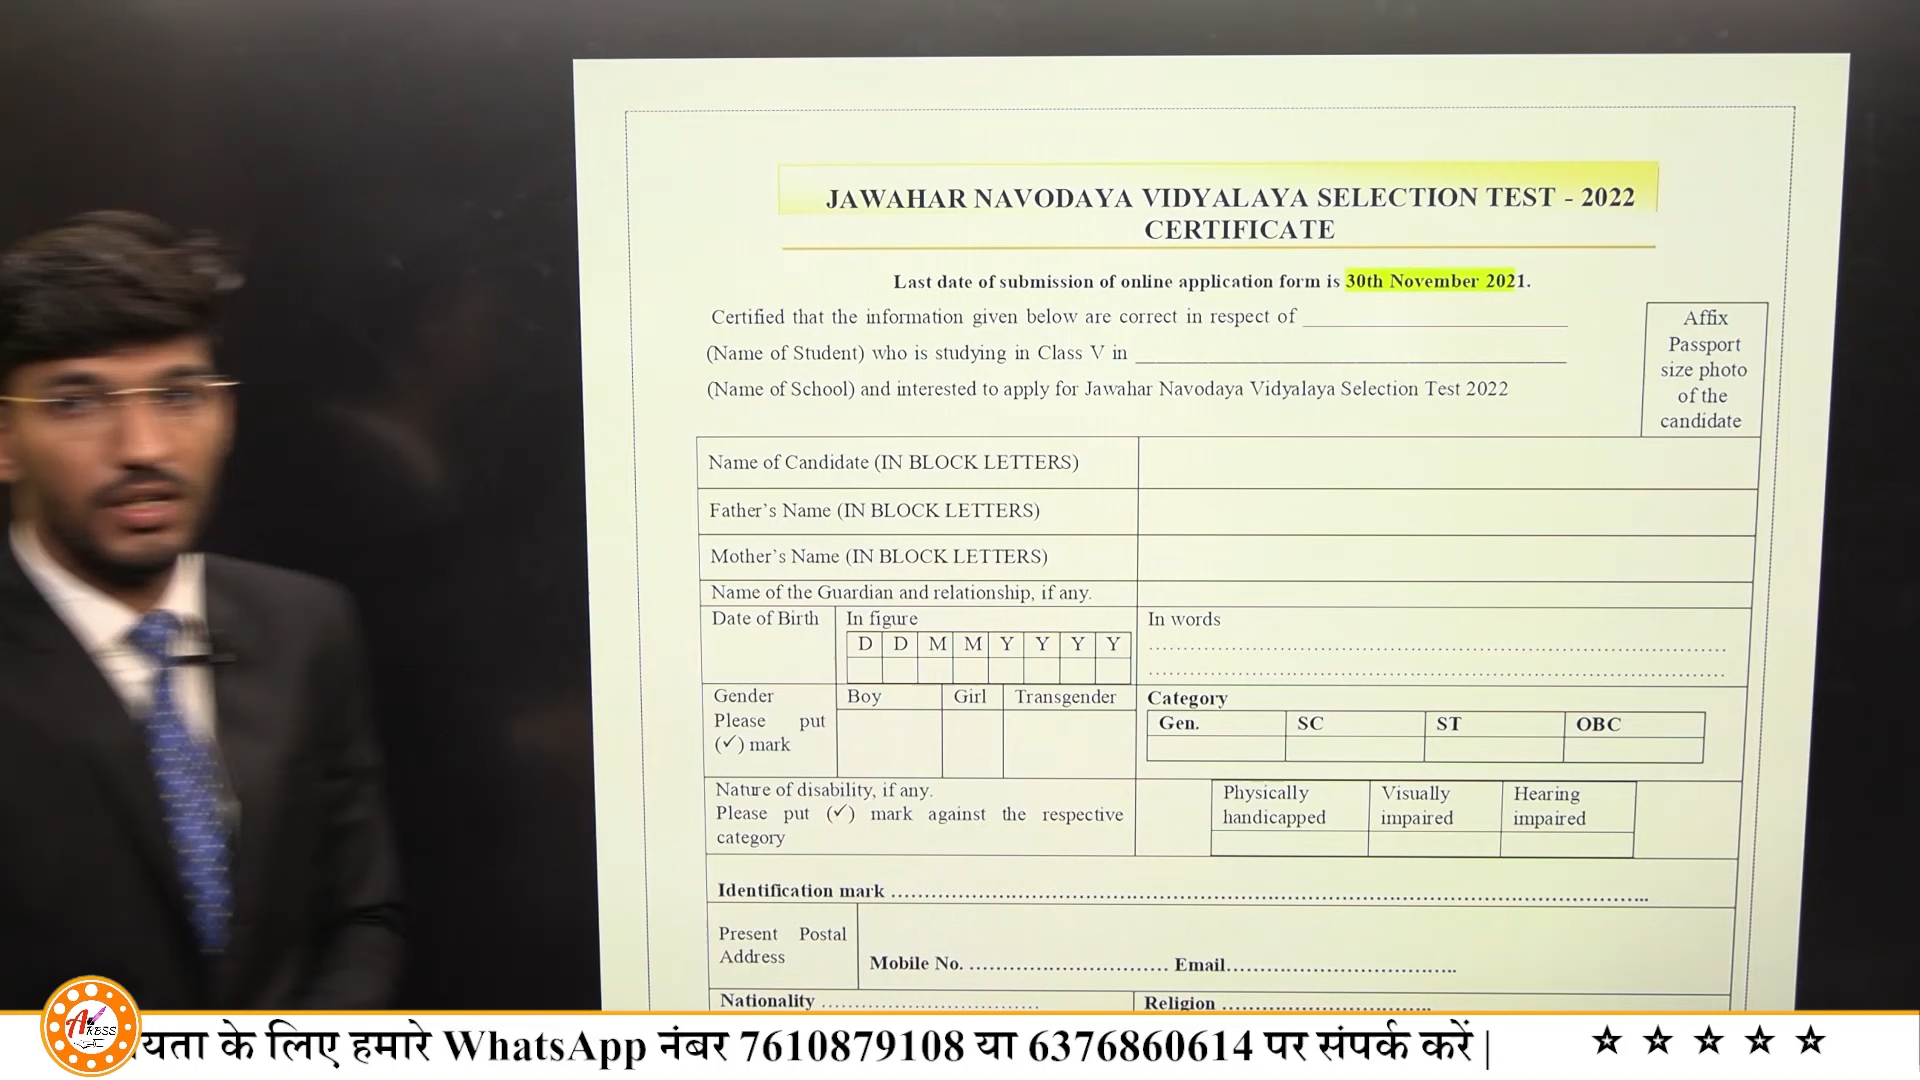 JAWAHAR NAVODAYA VIDYALAYA SELECTION TEST - 2022
CERTIFICATE
Last date of submission of online application form is 30th November 2021.
Certified that the information given below are correct in respect of
(Name of Student) who is studying in Class V in
(Name of School) and interested to apply for Jawahar Navodaya Vidyalaya Selection Test 2022
Affix
Passport
size photo
of the
candidate
Name of Candidate (IN BLOCK LETTERS)
Father's Name (IN BLOCK LETTERS)
Mother's Name (IN BLOCK LETTERS)
Name of the Guardian and relationship, if any.
Date of Birth In figure In words
D D M M Y Y Y Y
Gender
Please put
(✓) mark
Boy Girl Transgender
Category
Gen. SC ST OBC
Nature of disability, if any.
Please put (✓) mark against the respective
category
Physically
handicapped
Visually
impaired
Hearing
impaired
Identification mark
Present Postal
Address
Mobile No. Email
Nationality Religion
यता के लिए हमारे WhatsApp नंबर 7610879108 या 6376860614 पर संपर्क करें |